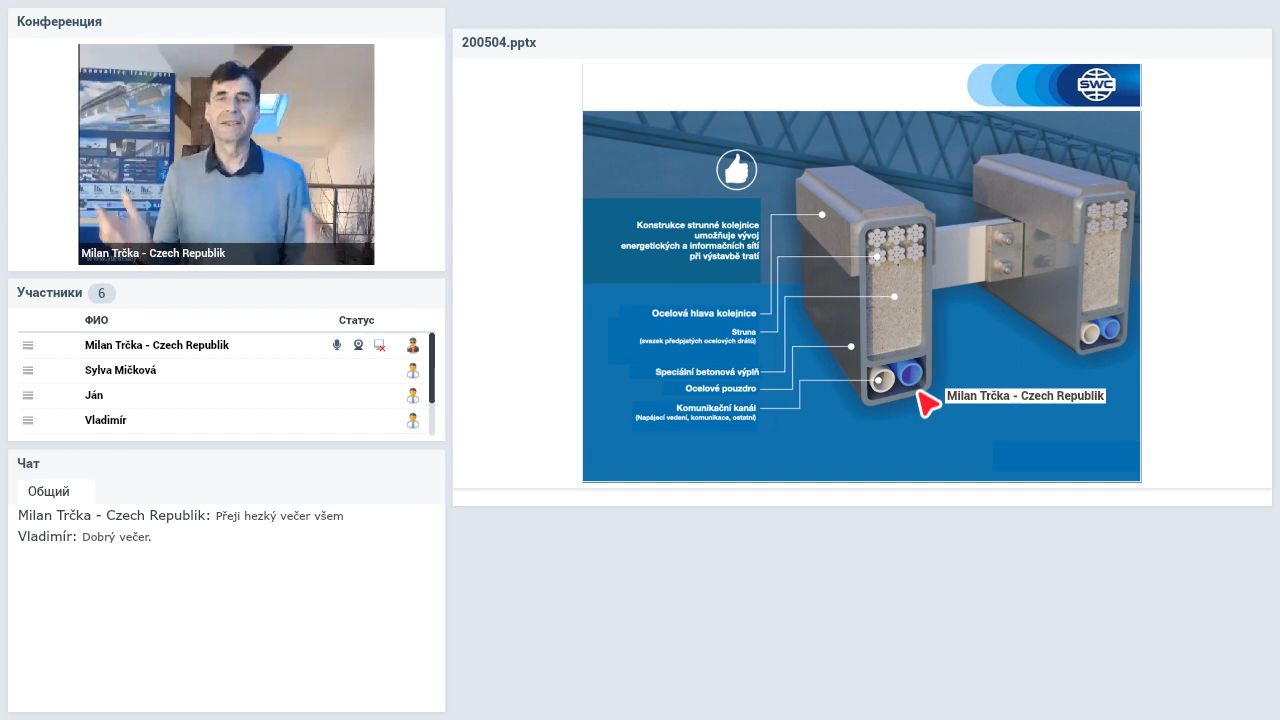 Конференция
Innovative Transport
Milan Trčka - Czech Republik
Участники 6
ФИО Статус
Milan Trčka - Czech Republik
Sylva Mičková
Ján
Vladimír
Чат
Общий
Milan Trčka - Czech Republik: Přeji hezký večer všem
Vladimír: Dobrý večer.
200504.pptx
SWC
Konstrukce strunné kolejnice
umožňuje vývoj
energetických a informačních sítí
při výstavbě tratí
Ocelová hlava kolejnice
Struna
(svazek předpjatých ocelových drátů)
Speciální betonová výplň
Ocelové pouzdro
Komunikační kanál
(Napájecí vedení, komunikace, ostatní)
Milan Trčka - Czech Republik